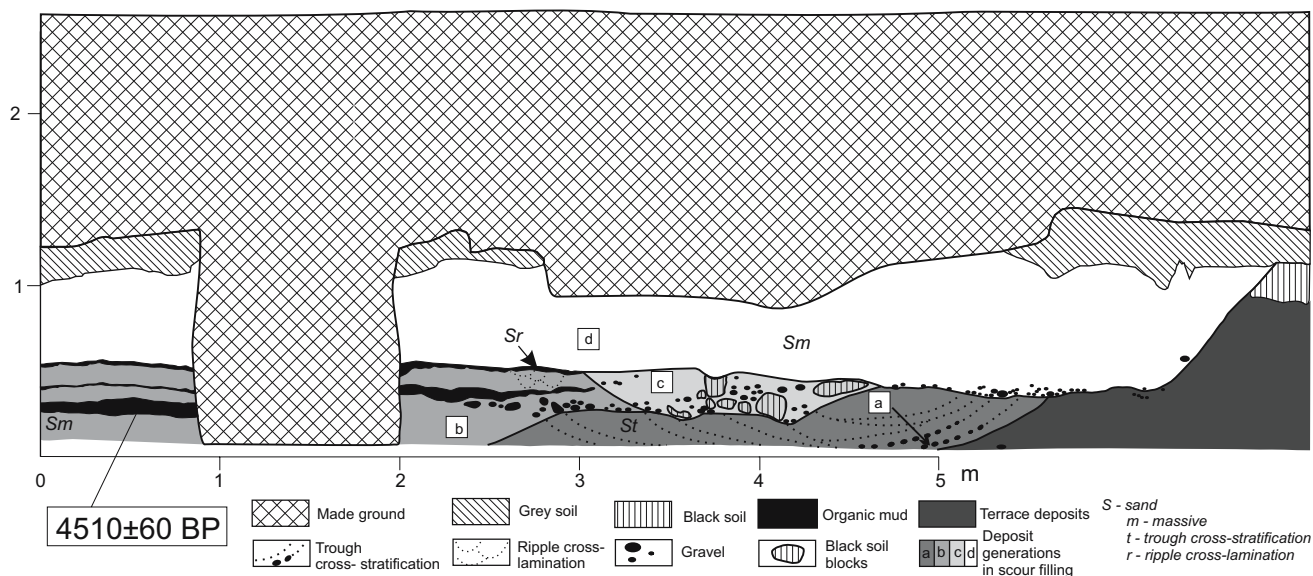 2
1
Sr
d
Sm
c
a
Sm
b
St
0
1
2
3
4
5
m
4510±60 BP
Made ground
Grey soil
Black soil
Organic mud
Terrace deposits
Trough
cross- stratification
Ripple cross-
lamination
Gravel
Black soil
blocks
a b c d
Deposit
generations
in scour filling
S - sand
m - massive
t - trough cross-stratification
r - ripple cross-lamination